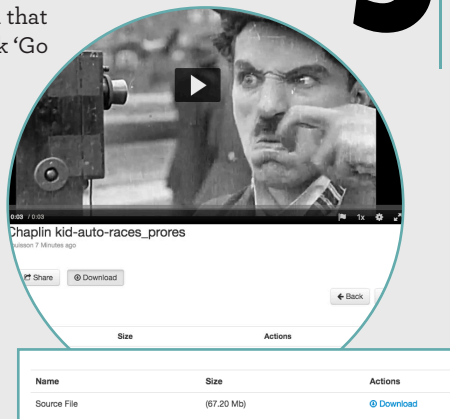 that
‘Go
0:03 / 0:03
1x
Chaplin kid-auto-races_prores
7 Minutes ago
Share
Download
Back
Size Actions
Name Size Actions
Source File (67.20 Mb) Download